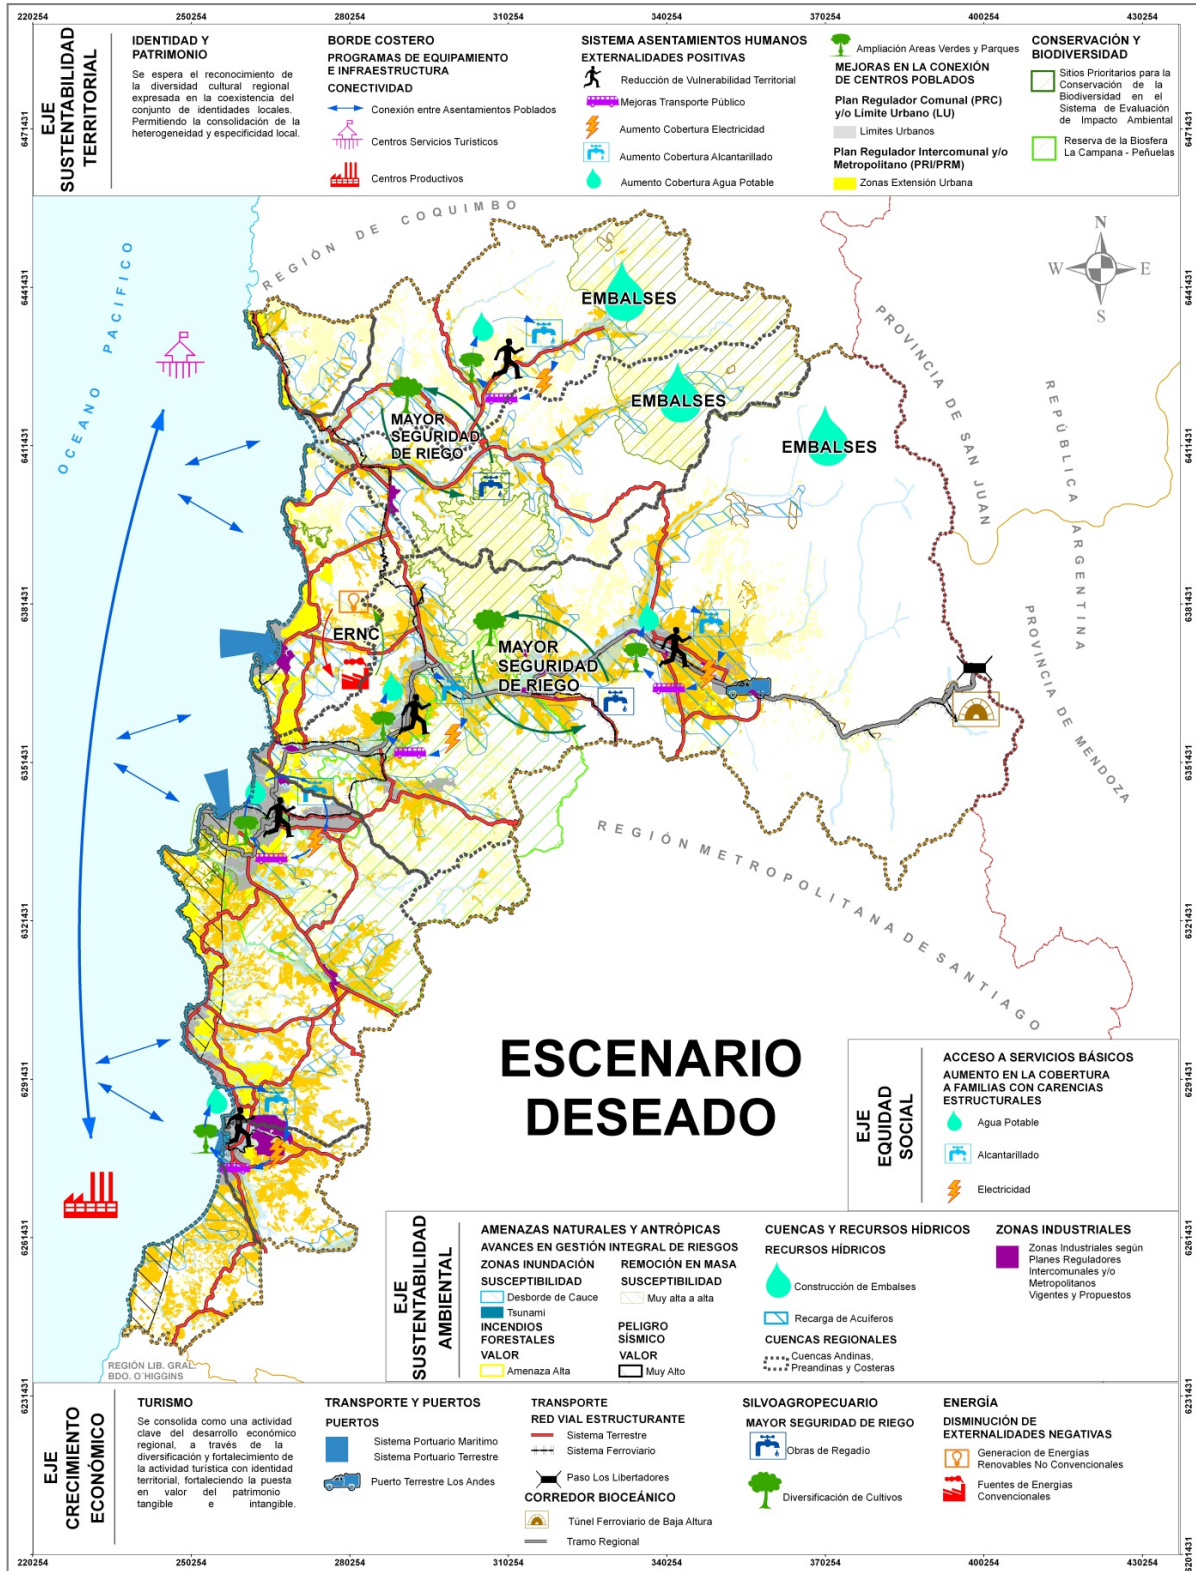 220254 250254 280254 310254 340254 370254 400254 430254
EJE
SUSTENTABILIDAD
TERRITORIAL
IDENTIDAD Y
PATRIMONIO
Se espera el reconocimiento de
la diversidad cultural regional
expresada en la coexistencia del
conjunto de identidades locales.
Permitiendo la consolidación de la
heterogeneidad y especificidad local.
BORDE COSTERO
PROGRAMAS DE EQUIPAMIENTO
E INFRAESTRUCTURA
CONECTIVIDAD
Conexión entre Asentamientos Poblados
Centros Servicios Turísticos
Centros Productivos
SISTEMA ASENTAMIENTOS HUMANOS
EXTERNALIDADES POSITIVAS
Reducción de Vulnerabilidad Territorial
Mejoras Transporte Público
Aumento Cobertura Electricidad
Aumento Cobertura Alcantarillado
Aumento Cobertura Agua Potable
Ampliación Areas Verdes y Parques
MEJORAS EN LA CONEXIÓN
DE CENTROS POBLADOS
Plan Regulador Comunal (PRC)
y/o Límite Urbano (LU)
Limites Urbanos
Plan Regulador Intercomunal y/o
Metropolitano (PRI/PRM)
Zonas Extensión Urbana
CONSERVACIÓN Y
BIODIVERSIDAD
Sitios Prioritarios para la
Conservación de la
Biodiversidad en el
Sistema de Evaluación
de Impacto Ambiental
Reserva de la Biosfera
La Campana - Peñuelas
6471431
6441431
6411431
6381431
6351431
6321431
6291431
6261431
6231431
6471431
6441431
6411431
6381431
6351431
6321431
6291431
6261431
6231431
6201431
OCEANO PACIFICO
REGIÓN DE COQUIMBO
N
W E
S
EMBALSES
EMBALSES
EMBALSES
PROVINCIA DE SAN JUAN
REPÚBLICA ARGENTINA
PROVINCIA DE MENDOZA
MAYOR
SEGURIDAD
DE RIEGO
ERNC
MAYOR
SEGURIDAD
DE RIEGO
REGIÓN METROPOLITANA DE SANTIAGO
ESCENARIO
DESEADO
REGIÓN LIB. GRAL.
BDO. O´HIGGINS
EJE
EQUIDAD
SOCIAL
ACCESO A SERVICIOS BÁSICOS
AUMENTO EN LA COBERTURA
A FAMILIAS CON CARENCIAS
ESTRUCTURALES
Agua Potable
Alcantarillado
Electricidad
EJE
SUSTENTABILIDAD
AMBIENTAL
AMENAZAS NATURALES Y ANTRÓPICAS
AVANCES EN GESTIÓN INTEGRAL DE RIESGOS
ZONAS INUNDACIÓN
SUSCEPTIBILIDAD
Desborde de Cauce
Tsunami
INCENDIOS
FORESTALES
VALOR
Amenaza Alta
REMOCIÓN EN MASA
SUSCEPTIBILIDAD
Muy alta a alta
PELIGRO
SÍSMICO
VALOR
Muy Alto
CUENCAS Y RECURSOS HÍDRICOS
RECURSOS HÍDRICOS
Construcción de Embalses
Recarga de Acuíferos
CUENCAS REGIONALES
Cuencas Andinas,
Preandinas y Costeras
ZONAS INDUSTRIALES
Zonas Industriales según
Planes Reguladores
Intercomunales y/o
Metropolitanos
Vigentes y Propuestos
EJE
CRECIMIENTO
ECONÓMICO
TURISMO
Se consolida como una actividad
clave del desarrollo económico
regional, a través de la
diversificación y fortalecimiento de
la actividad turística con identidad
territorial, fortaleciendo la puesta
en valor del patrimonio
tangible e intangible.
TRANSPORTE Y PUERTOS
PUERTOS
Sistema Portuario Marítimo
Sistema Portuario Terrestre
Puerto Terrestre Los Andes
TRANSPORTE
RED VIAL ESTRUCTURANTE
Sistema Terrestre
Sistema Ferroviario
Paso Los Libertadores
CORREDOR BIOCEÁNICO
Túnel Ferroviario de Baja Altura
Tramo Regional
SILVOAGROPECUARIO
MAYOR SEGURIDAD DE RIEGO
Obras de Regadío
Diversificación de Cultivos
ENERGÍA
DISMINUCIÓN DE
EXTERNALIDADES NEGATIVAS
Generacion de Energías
Renovables No Convencionales
Fuentes de Energías
Convencionales
220254 250254 280254 310254 340254 370254 400254 430254